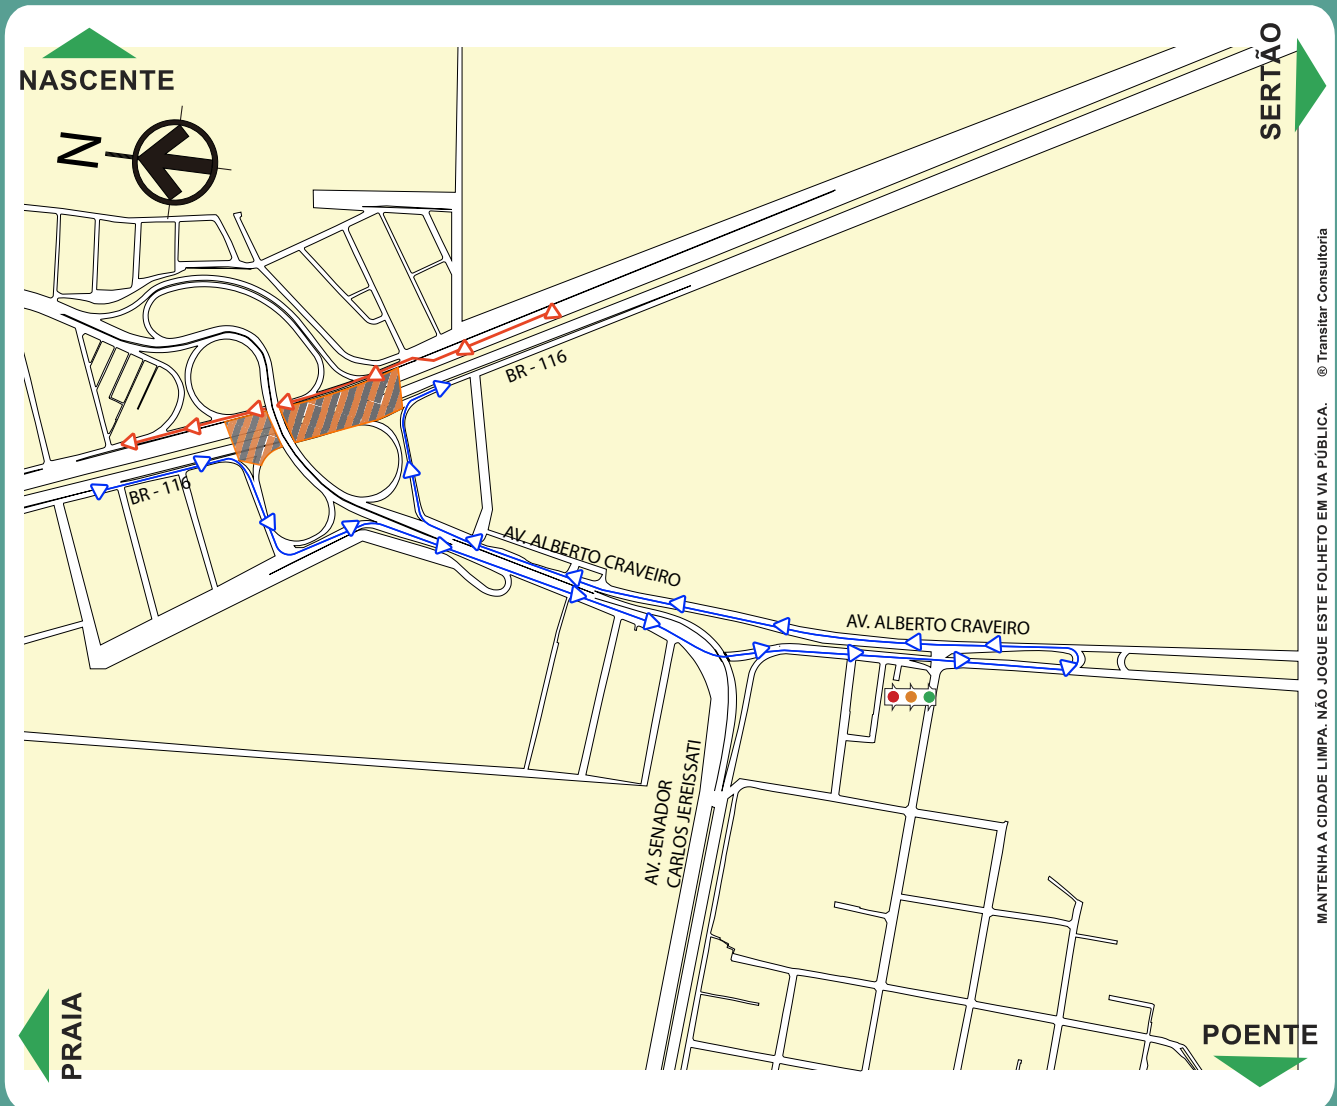 NASCENTE
SERTÃO
N
BR - 116
BR - 116
AV. ALBERTO CRAVEIRO
AV. ALBERTO CRAVEIRO
AV. SENADOR
CARLOS JEREISSATI
PRAIA
POENTE
MANTENHA A CIDADE LIMPA. NÃO JOGUE ESTE FOLHETO EM VIA PÚBLICA. ® Transitar Consultoria